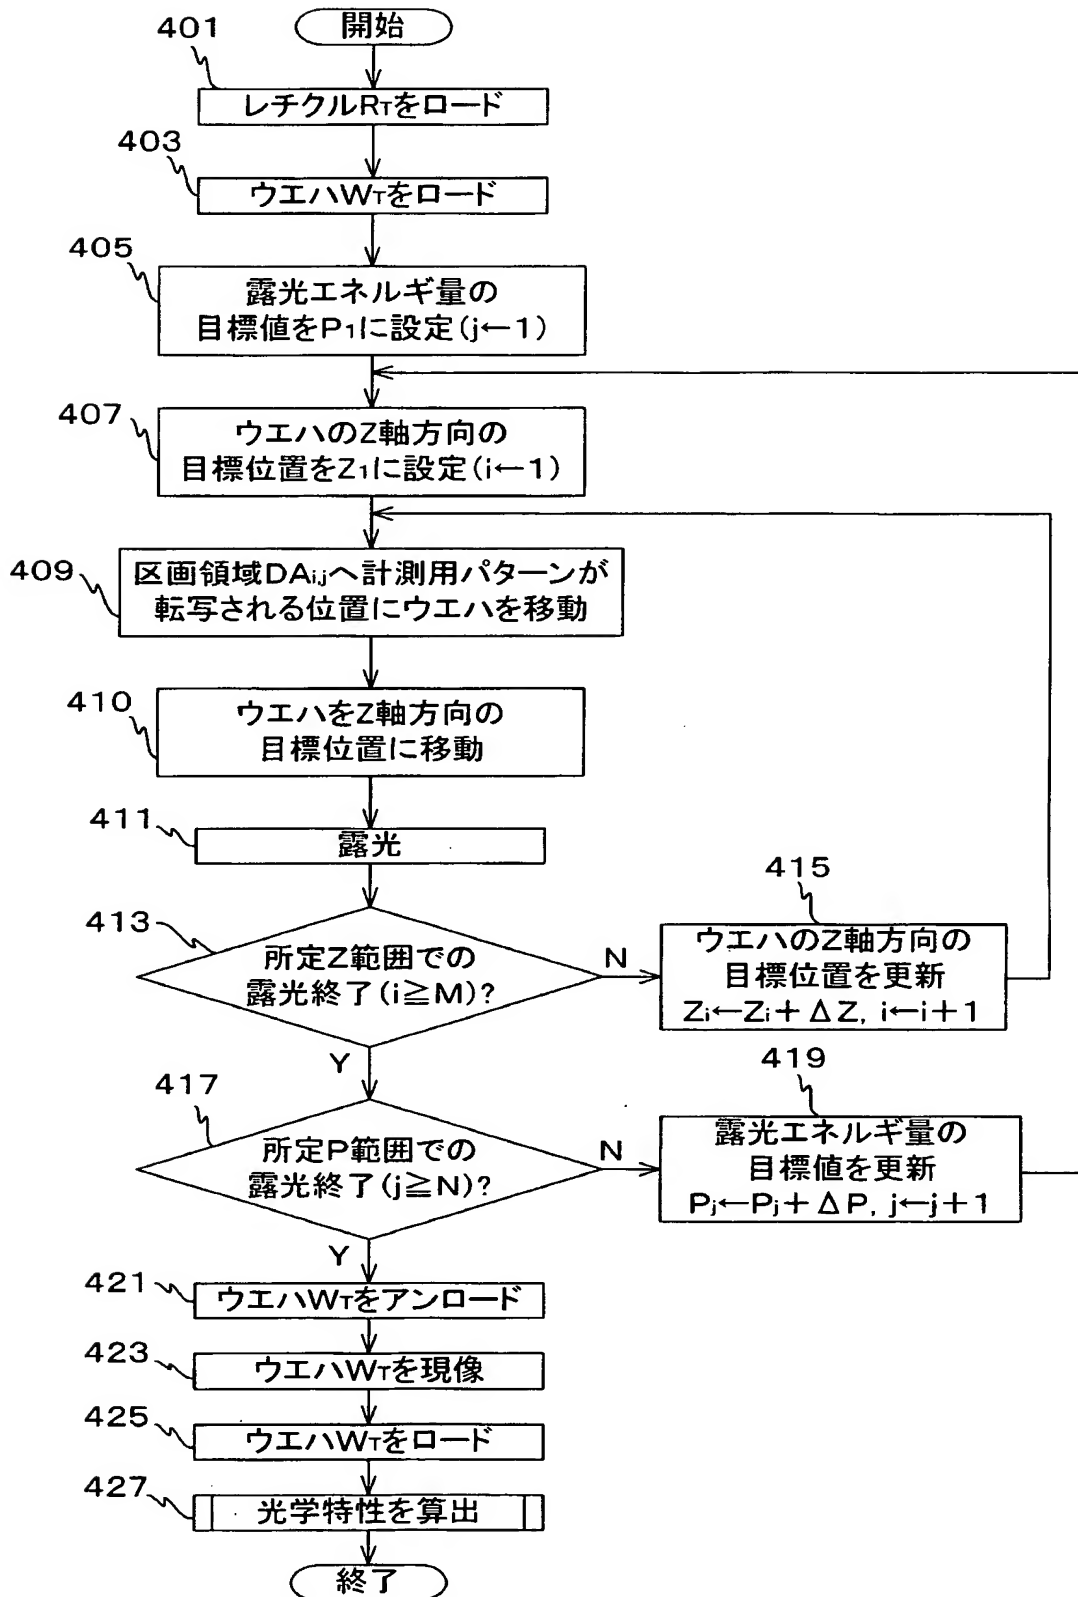 開始
401
レチクルRTをロード
403
ウエハWTをロード
405
露光エネルギ量の
目標値をP1に設定(j←1)
407
ウエハのZ軸方向の
目標位置をZ1に設定(i←1)
409
区画領域DAi,jへ計測用パターンが
転写される位置にウエハを移動
410
ウエハをZ軸方向の
目標位置に移動
411
露光
413
所定Z範囲での
露光終了(i≧M)?
N
Y
415
ウエハのZ軸方向の
目標位置を更新
Zi←Zi+ΔZ, i←i+1
417
所定P範囲での
露光終了(j≧N)?
N
Y
419
露光エネルギ量の
目標値を更新
Pj←Pj+ΔP, j←j+1
421
ウエハWTをアンロード
423
ウエハWTを現像
425
ウエハWTをロード
427
光学特性を算出
終了